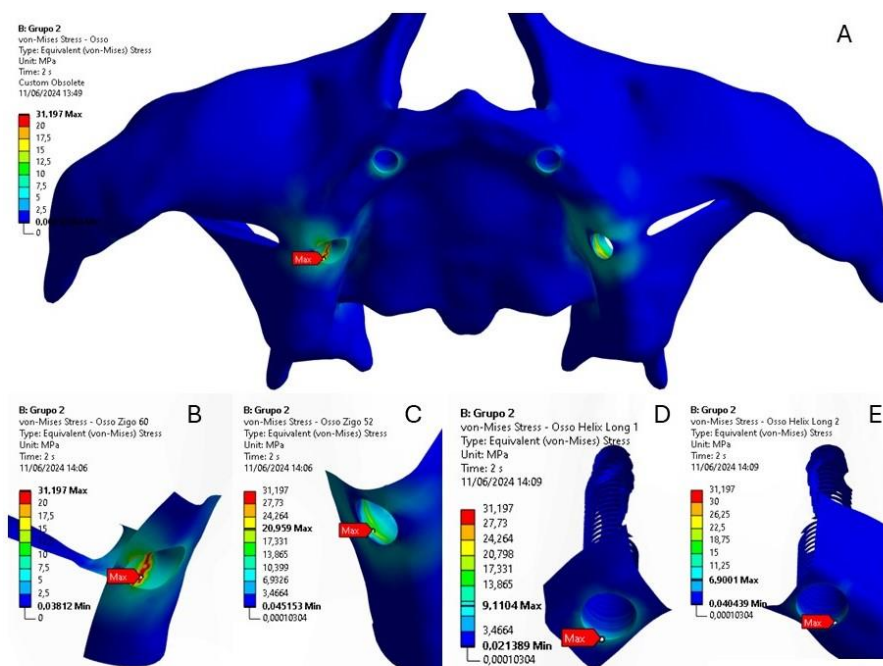 B: Grupo 2
von-Mises Stress - Osso
Type: Equivalent (von-Mises) Stress
Unit: MPa
Time: 2 s
Custom Obsolete
11/06/2024 13:49
31,197 Max
20
17,5
15
12,5
10
7,5
5
2,5
0
A
Max
B: Grupo 2
von-Mises Stress - Osso Zigo 60
Type: Equivalent (von-Mises) Stress
Unit: MPa
Time: 2 s
11/06/2024 14:06
31,197 Max
20
17,5
15
12,5
10
7,5
5
2,5
0,03812 Min
0
B
Max
B: Grupo 2
von-Mises Stress - Osso Zigo 52
Type: Equivalent (von-Mises) Stress
Unit: MPa
Time: 2 s
11/06/2024 14:06
31,197
27,73
24,264
20,959 Max
17,331
13,865
10,399
6,9326
3,4664
0,045153 Min
0,00010304
C
Max
B: Grupo 2
von-Mises Stress - Osso Helix Long 1
Type: Equivalent (von-Mises) Stress
Unit: MPa
Time: 2 s
11/06/2024 14:09
31,197
27,73
24,264
20,798
17,331
13,865
9,1104 Max
3,4664
0,021389 Min
0,00010304
D
Max
B: Grupo 2
von-Mises Stress - Osso Helix Long 2
Type: Equivalent (von-Mises) Stress
Unit: MPa
Time: 2 s
11/06/2024 14:09
31,197
30
26,25
22,5
18,75
15
11,25
6,9001 Max
0,040439 Min
0,00010304
E
Max